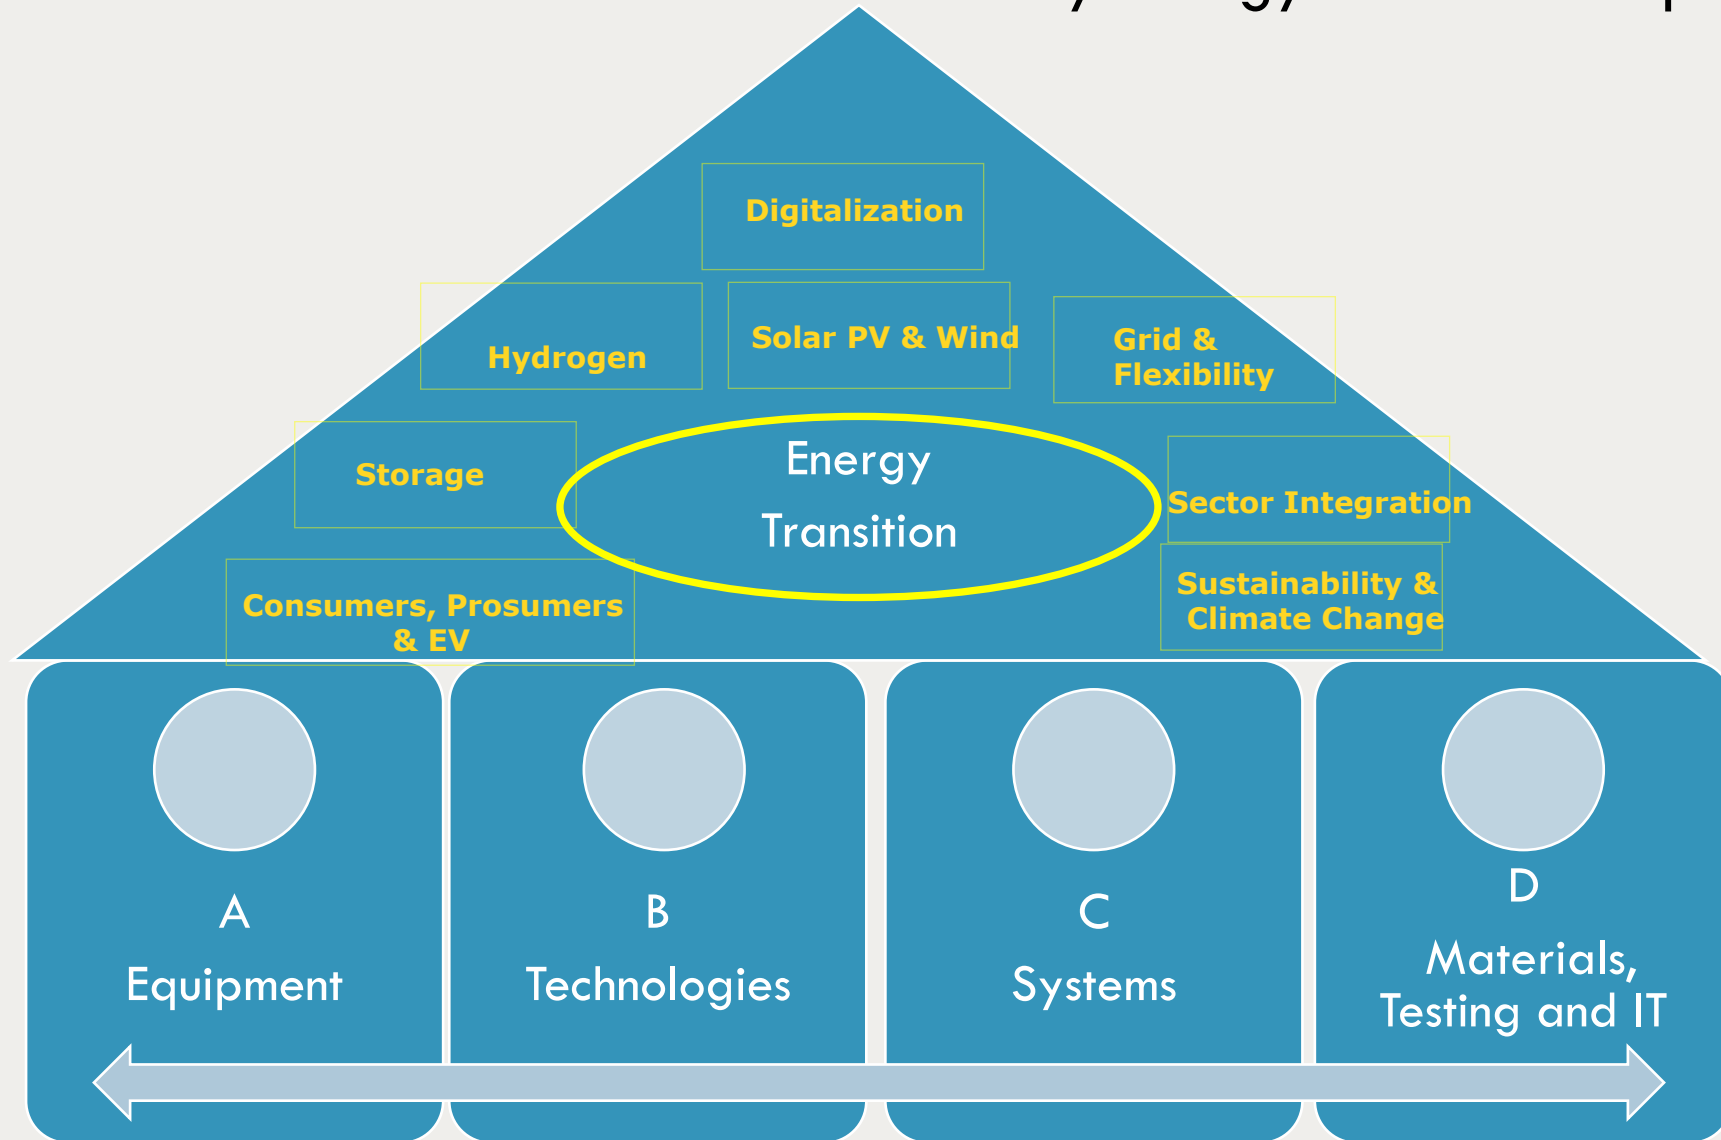 Digitalization
Hydrogen
Solar PV & Wind
Grid &
Flexibility
Storage
Energy
Transition
Sector Integration
Consumers, Prosumers
& EV
Sustainability &
Climate Change
A
Equipment
B
Technologies
C
Systems
D
Materials,
Testing and IT